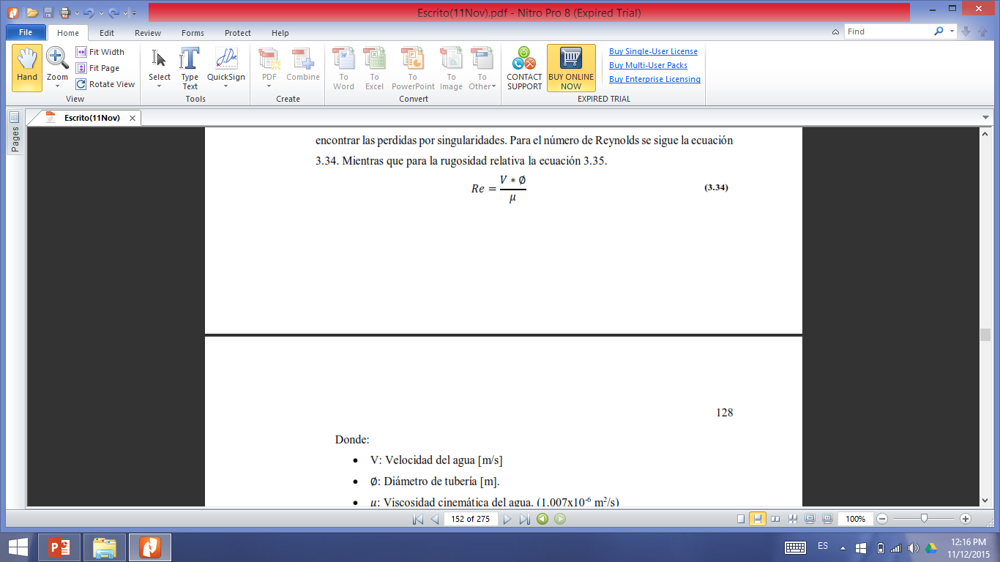 Escrito(11Nov).pdf - Nitro Pro 8 (Expired Trial)
File Home Edit Review Forms Protect Help Find
Hand
Zoom
Fit Width
Fit Page
Rotate View
View
Select
Type Text
QuickSign
Tools
PDF
Combine
Create
To Word
To Excel
To PowerPoint
To Image
To Other
Convert
CONTACT SUPPORT
BUY ONLINE NOW
Buy Single-User License
Buy Multi-User Packs
Buy Enterprise Licensing
EXPIRED TRIAL
Escrito(11Nov)
Pages
encontrar las perdidas por singularidades. Para el número de Reynolds se sigue la ecuación
3.34. Mientras que para la rugosidad relativa la ecuación 3.35.
Re = V * ∅ / μ (3.34)
128
Donde:
• V: Velocidad del agua [m/s]
• ∅: Diámetro de tubería [m].
• μ: Viscosidad cinemática del agua. (1.007x10⁻⁶ m²/s)
152 of 275
100%
ES
12:16 PM
11/12/2015